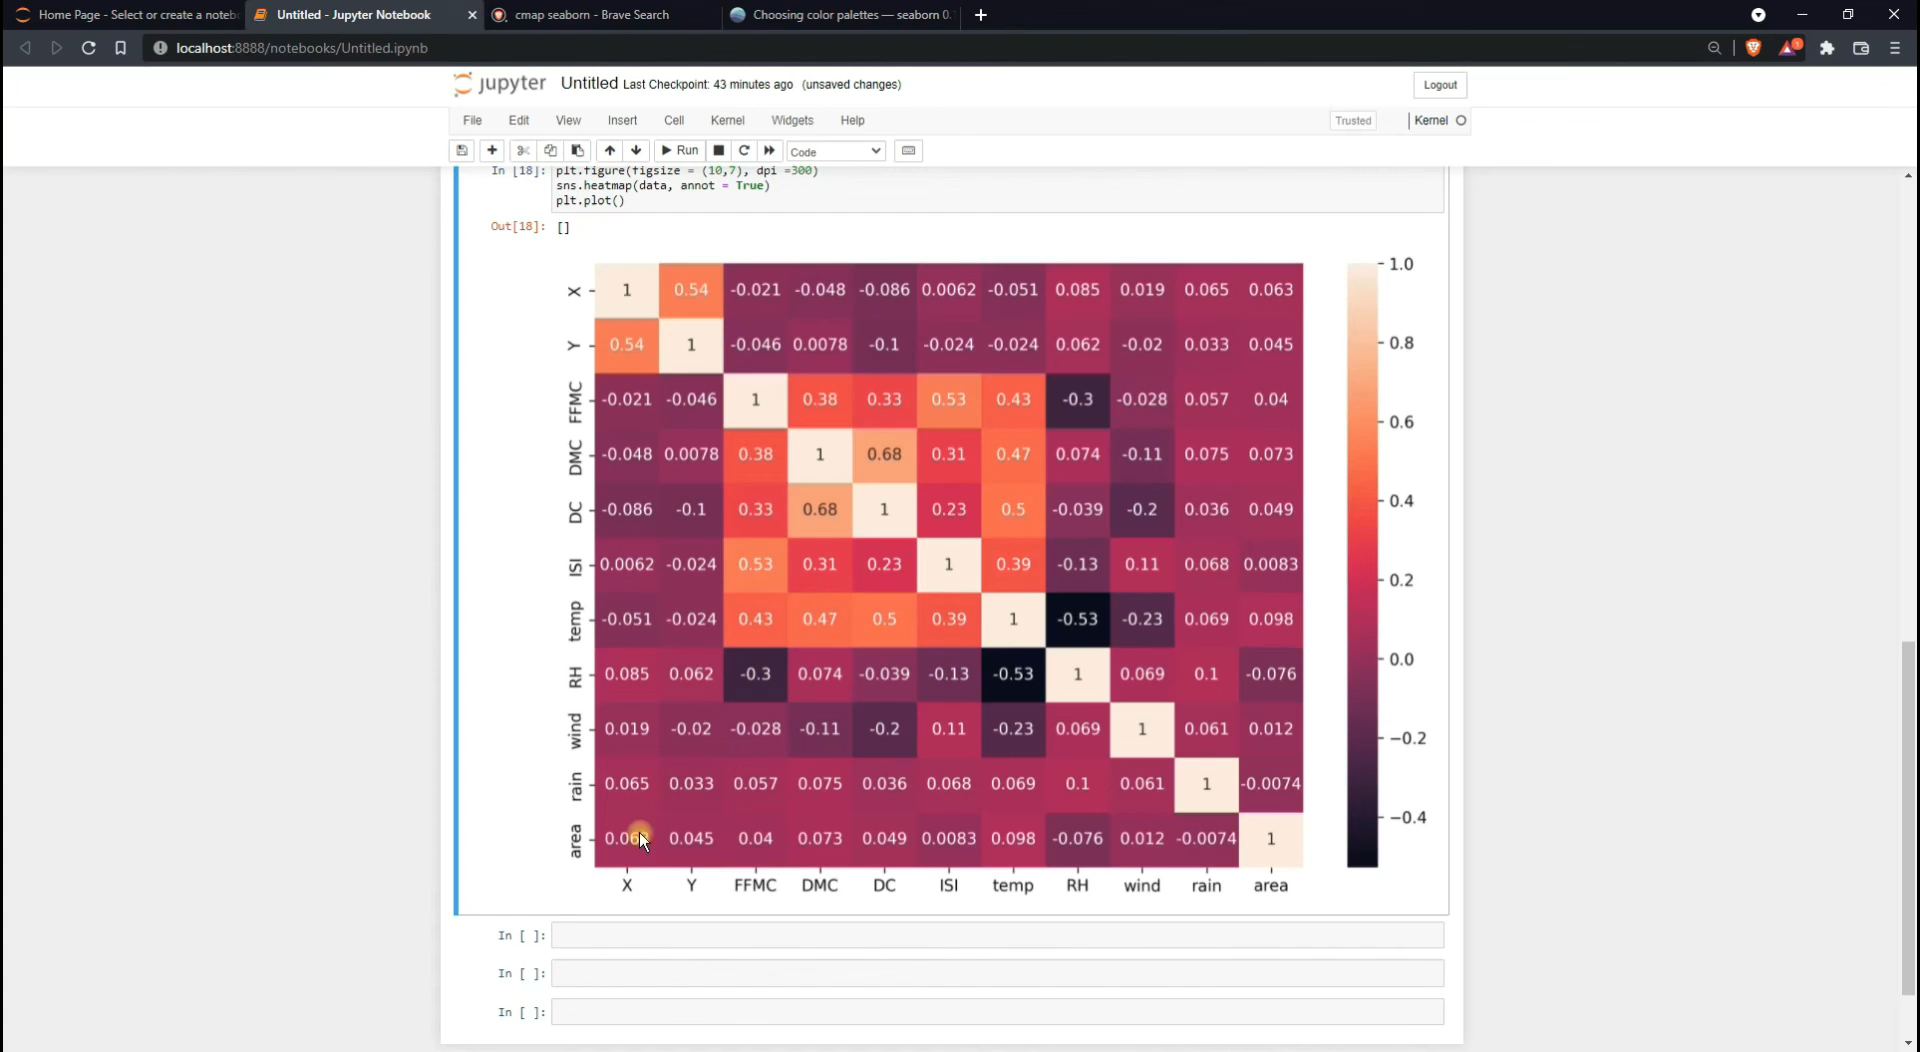 Home Page - Select or create a noteb
Untitled - Jupyter Notebook
cmap seaborn - Brave Search
Choosing color palettes — seaborn 0.
localhost:8888/notebooks/Untitled.ipynb
1
jupyter Untitled Last Checkpoint: 43 minutes ago (unsaved changes)
Logout
File Edit View Insert Cell Kernel Widgets Help
Trusted
Kernel
Run
Code
In [18]: plt.figure(figsize = (10,7), dpi =300)
sns.heatmap(data, annot = True)
plt.plot()
Out[18]: []
X 1 0.54 -0.021 -0.048 -0.086 0.0062 -0.051 0.085 0.019 0.065 0.063
Y 0.54 1 -0.046 0.0078 -0.1 -0.024 -0.024 0.062 -0.02 0.033 0.045
FFMC -0.021 -0.046 1 0.38 0.33 0.53 0.43 -0.3 -0.028 0.057 0.04
DMC -0.048 0.0078 0.38 1 0.68 0.31 0.47 0.074 -0.11 0.075 0.073
DC -0.086 -0.1 0.33 0.68 1 0.23 0.5 -0.039 -0.2 0.036 0.049
ISI 0.0062 -0.024 0.53 0.31 0.23 1 0.39 -0.13 0.11 0.068 0.0083
temp -0.051 -0.024 0.43 0.47 0.5 0.39 1 -0.53 -0.23 0.069 0.098
RH 0.085 0.062 -0.3 0.074 -0.039 -0.13 -0.53 1 0.069 0.1 -0.076
wind 0.019 -0.02 -0.028 -0.11 -0.2 0.11 -0.23 0.069 1 0.061 0.012
rain 0.065 0.033 0.057 0.075 0.036 0.068 0.069 0.1 0.061 1 -0.0074
area 0.045 0.04 0.073 0.049 0.0083 0.098 -0.076 0.012 -0.0074 1
X Y FFMC DMC DC ISI temp RH wind rain area
1.0
0.8
0.6
0.4
0.2
0.0
−0.2
−0.4
In [ ]:
In [ ]:
In [ ]: